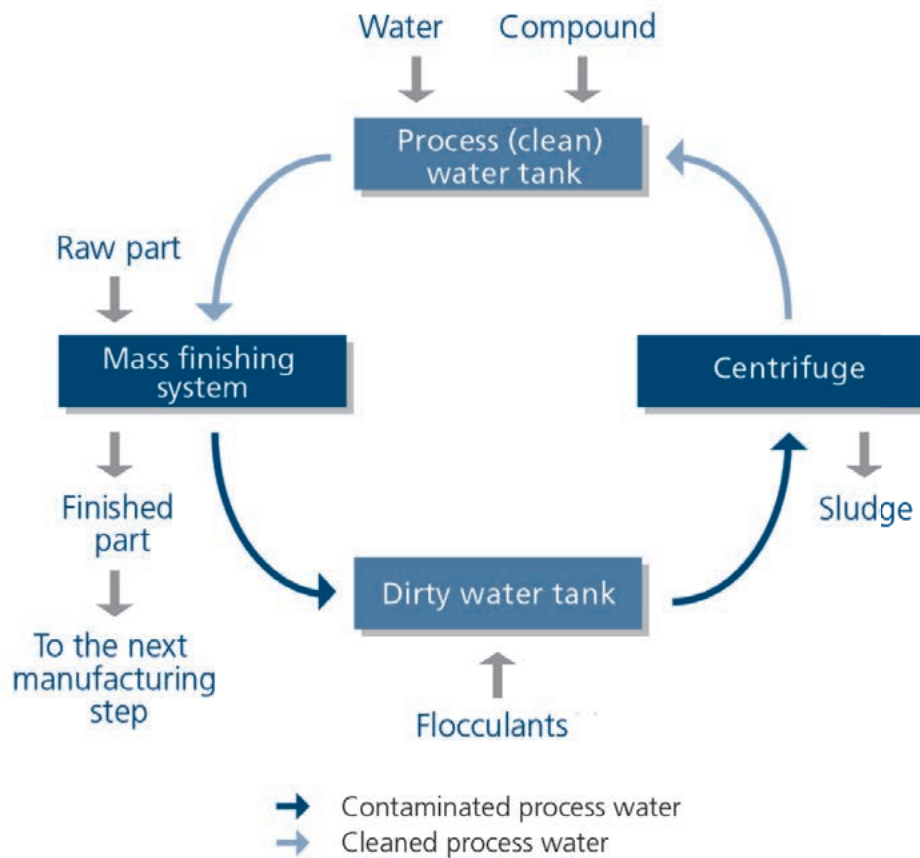 Water
Compound
Process (clean)
water tank
Raw part
Mass finishing
system
Centrifuge
Finished
part
Sludge
Dirty water tank
To the next
manufacturing
step
Flocculants
Contaminated process water
Cleaned process water